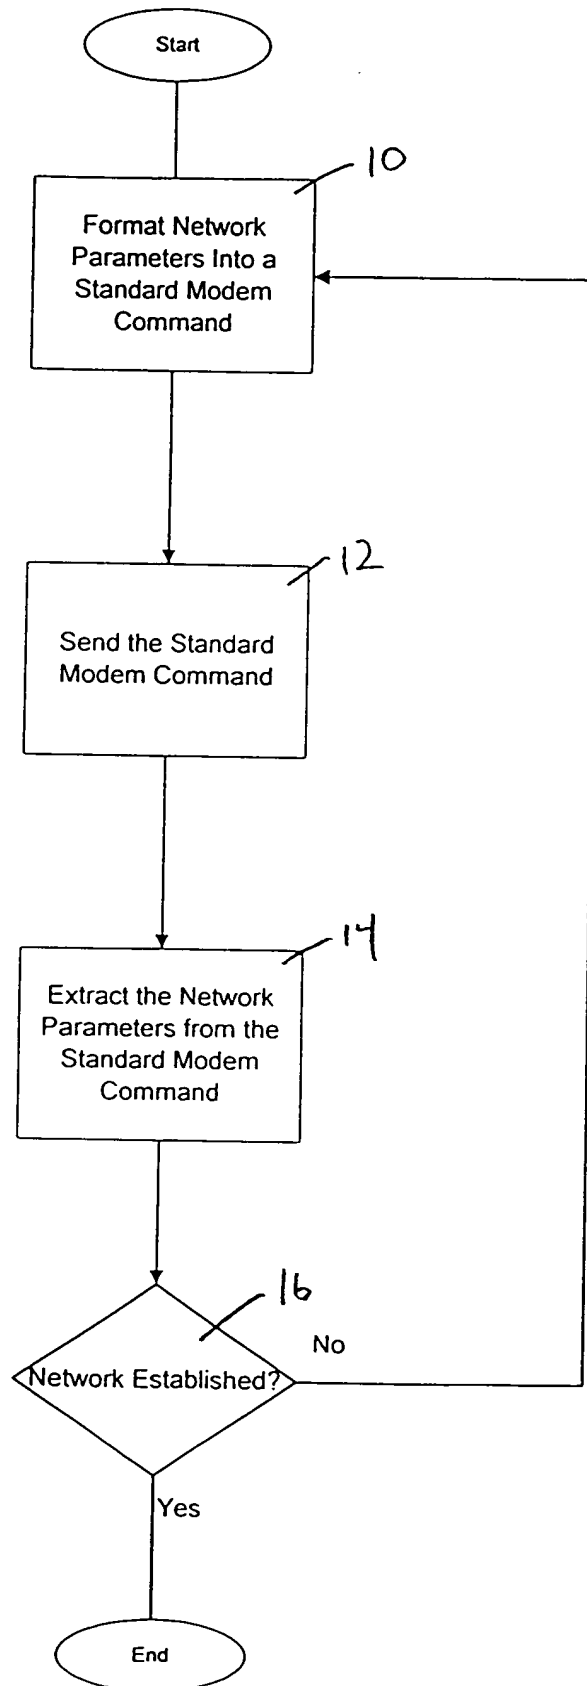 Start
10
Format Network
Parameters Into a
Standard Modem
Command
12
Send the Standard
Modem Command
14
Extract the Network
Parameters from the
Standard Modem
Command
16
No
Network Established?
Yes
End